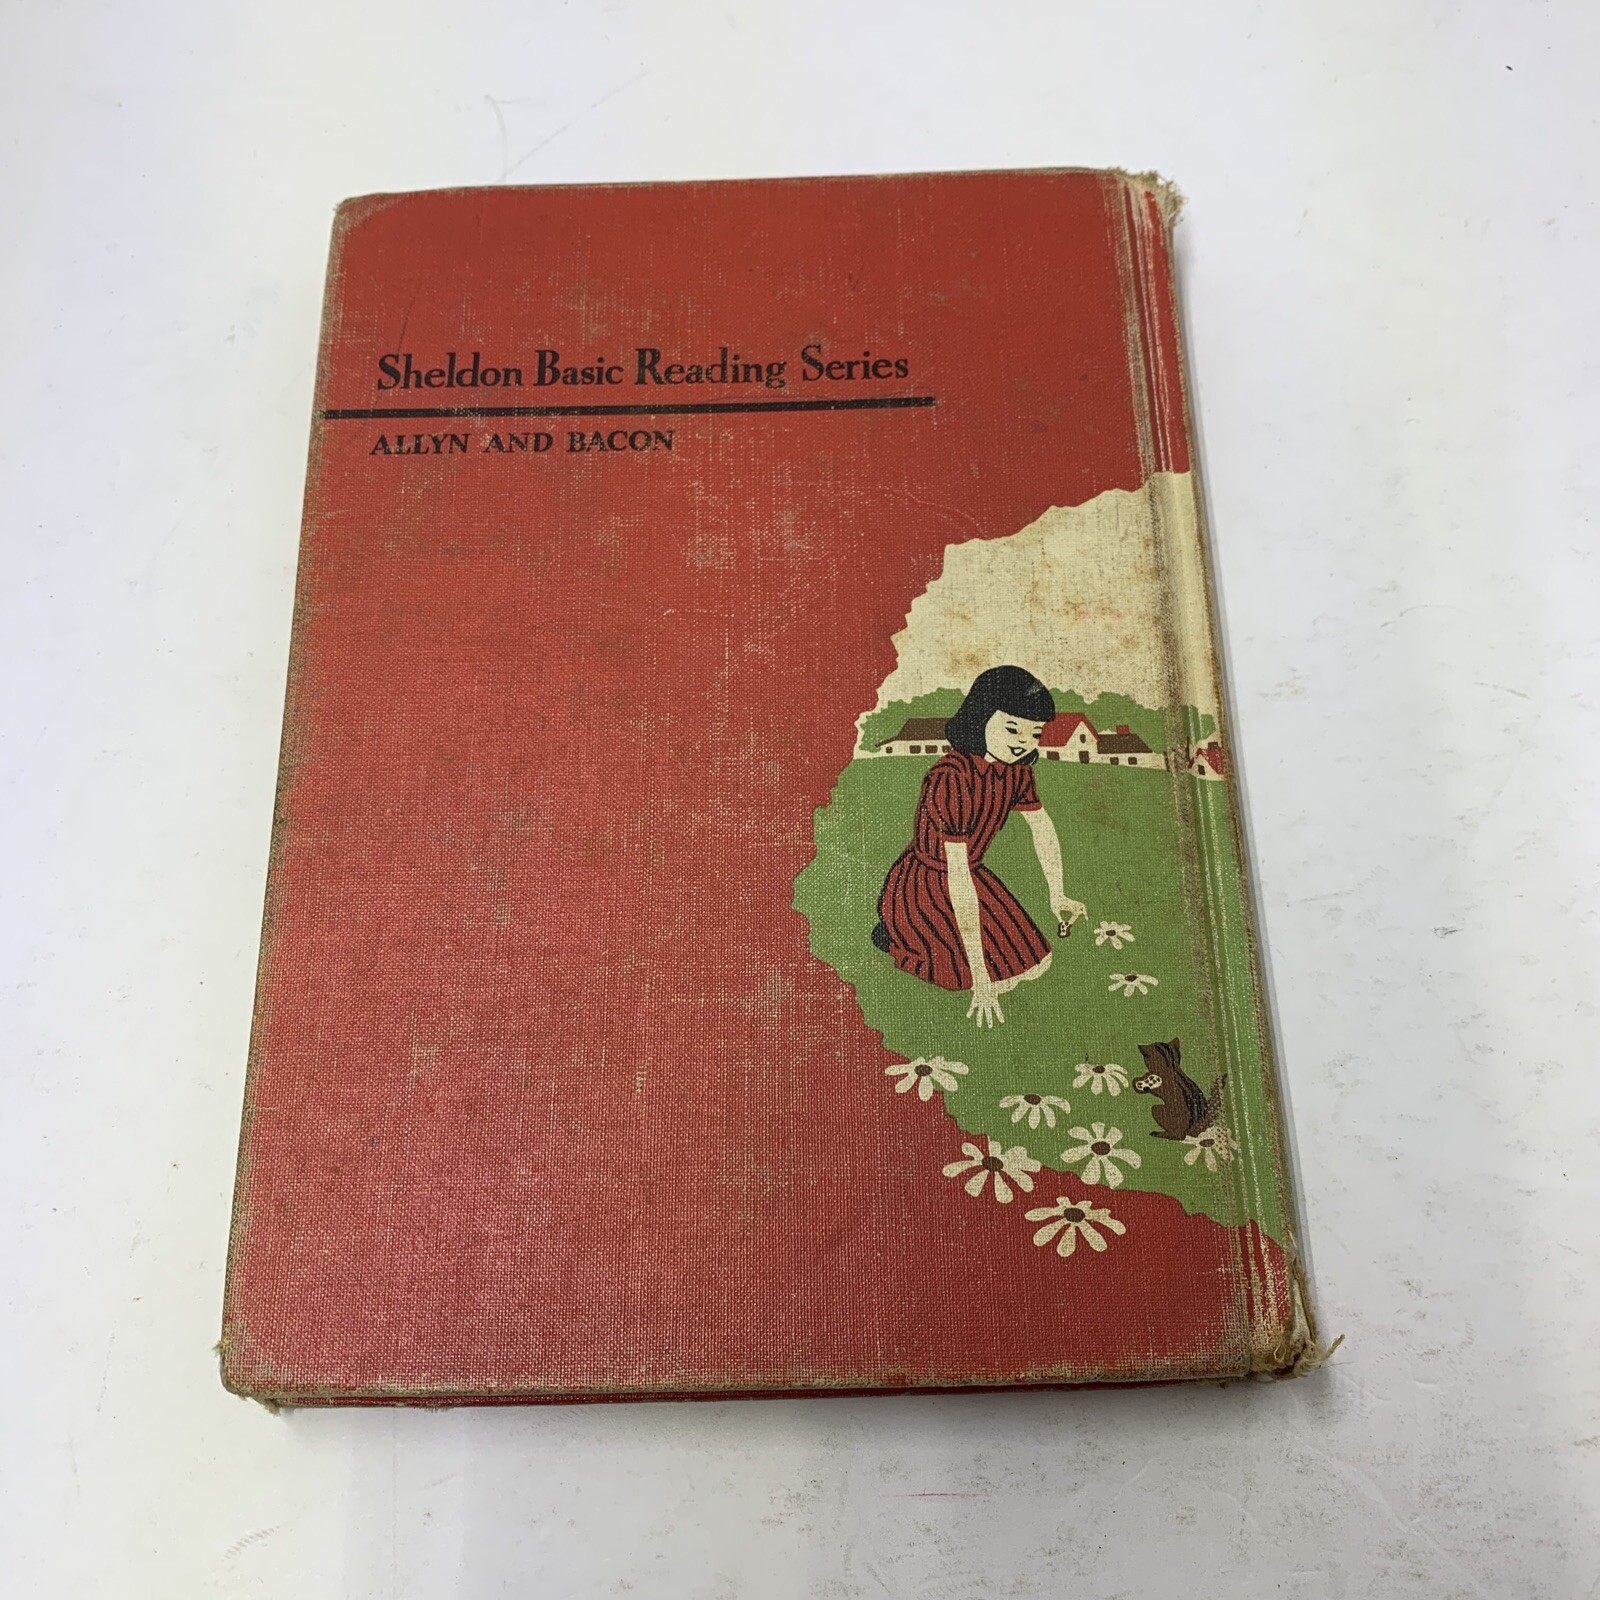 Sheldon Basic Reading Series
ALLYN AND BACON